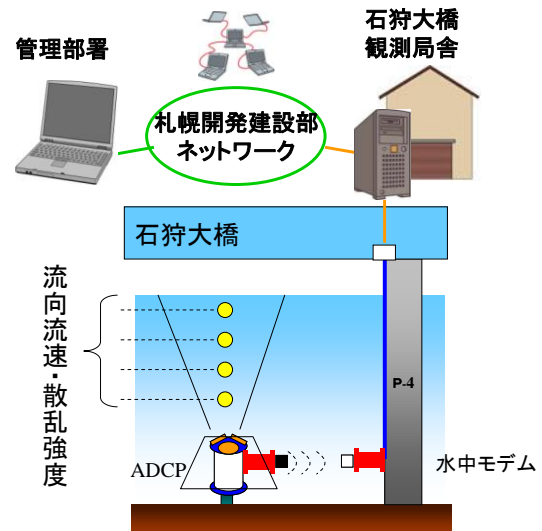 管理部署
石狩大橋
観測局舎
札幌開発建設部
ネットワーク
石狩大橋
流向流速・散乱強度
P-4
ADCP
水中モデム